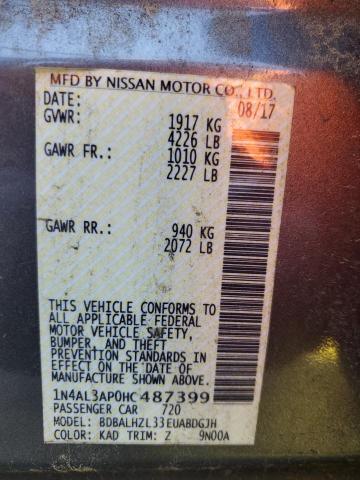 MFD BY NISSAN MOTOR CO., LTD.
DATE: 08/17
GVWR: 1917 KG
4226 LB
GAWR FR: 1010 KG
2227 LB
GAWR RR: 940 KG
2072 LB
THIS VEHICLE CONFORMS TO
ALL APPLICABLE FEDERAL
MOTOR VEHICLE SAFETY,
BUMPER, AND THEFT
PREVENTION STANDARDS IN
EFFECT ON THE DATE OF
MANUFACTURE SHOWN ABOVE.
1N4AL3AP0HC487399
PASSENGER CAR 720
MODEL: BDBALHZL33EUABDGJH
COLOR: KAD TRIM: Z 9N00A